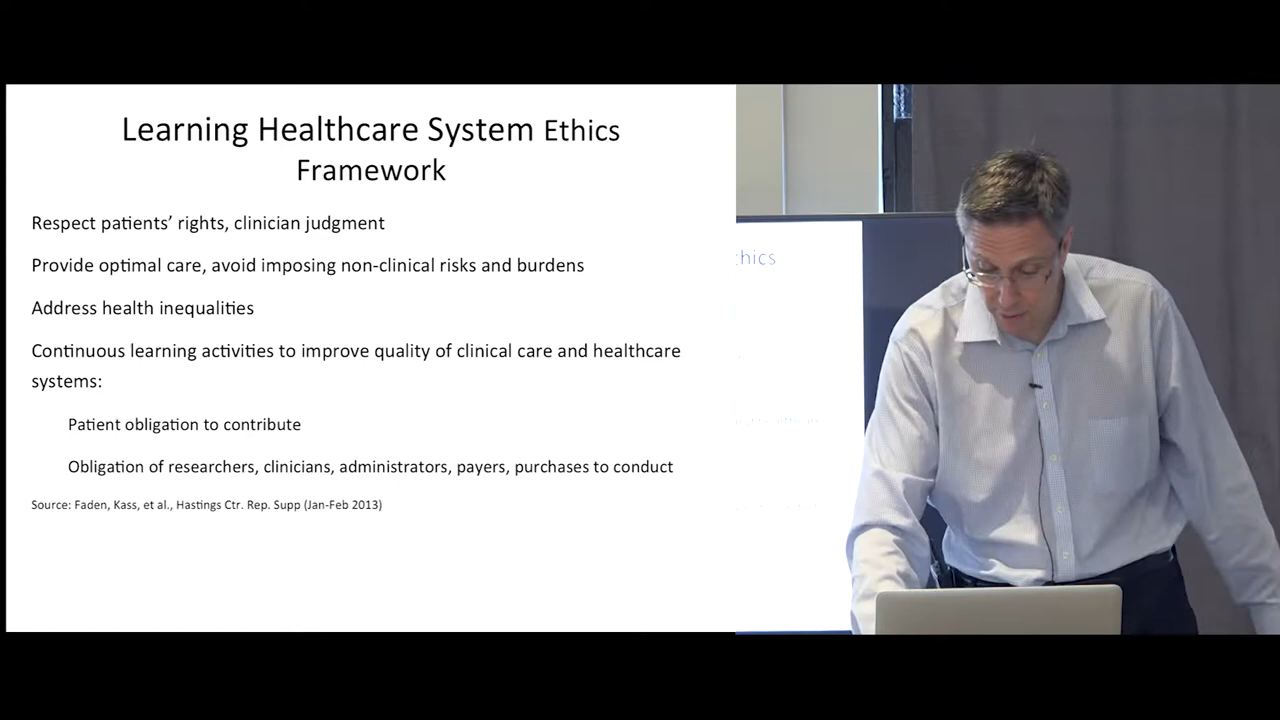 Learning Healthcare System Ethics
Framework
Respect patients’ rights, clinician judgment
Provide optimal care, avoid imposing non-clinical risks and burdens
Address health inequalities
Continuous learning activities to improve quality of clinical care and healthcare
systems:
Patient obligation to contribute
Obligation of researchers, clinicians, administrators, payers, purchases to conduct
Source: Faden, Kass, et al., Hastings Ctr. Rep. Supp (Jan-Feb 2013)
thics